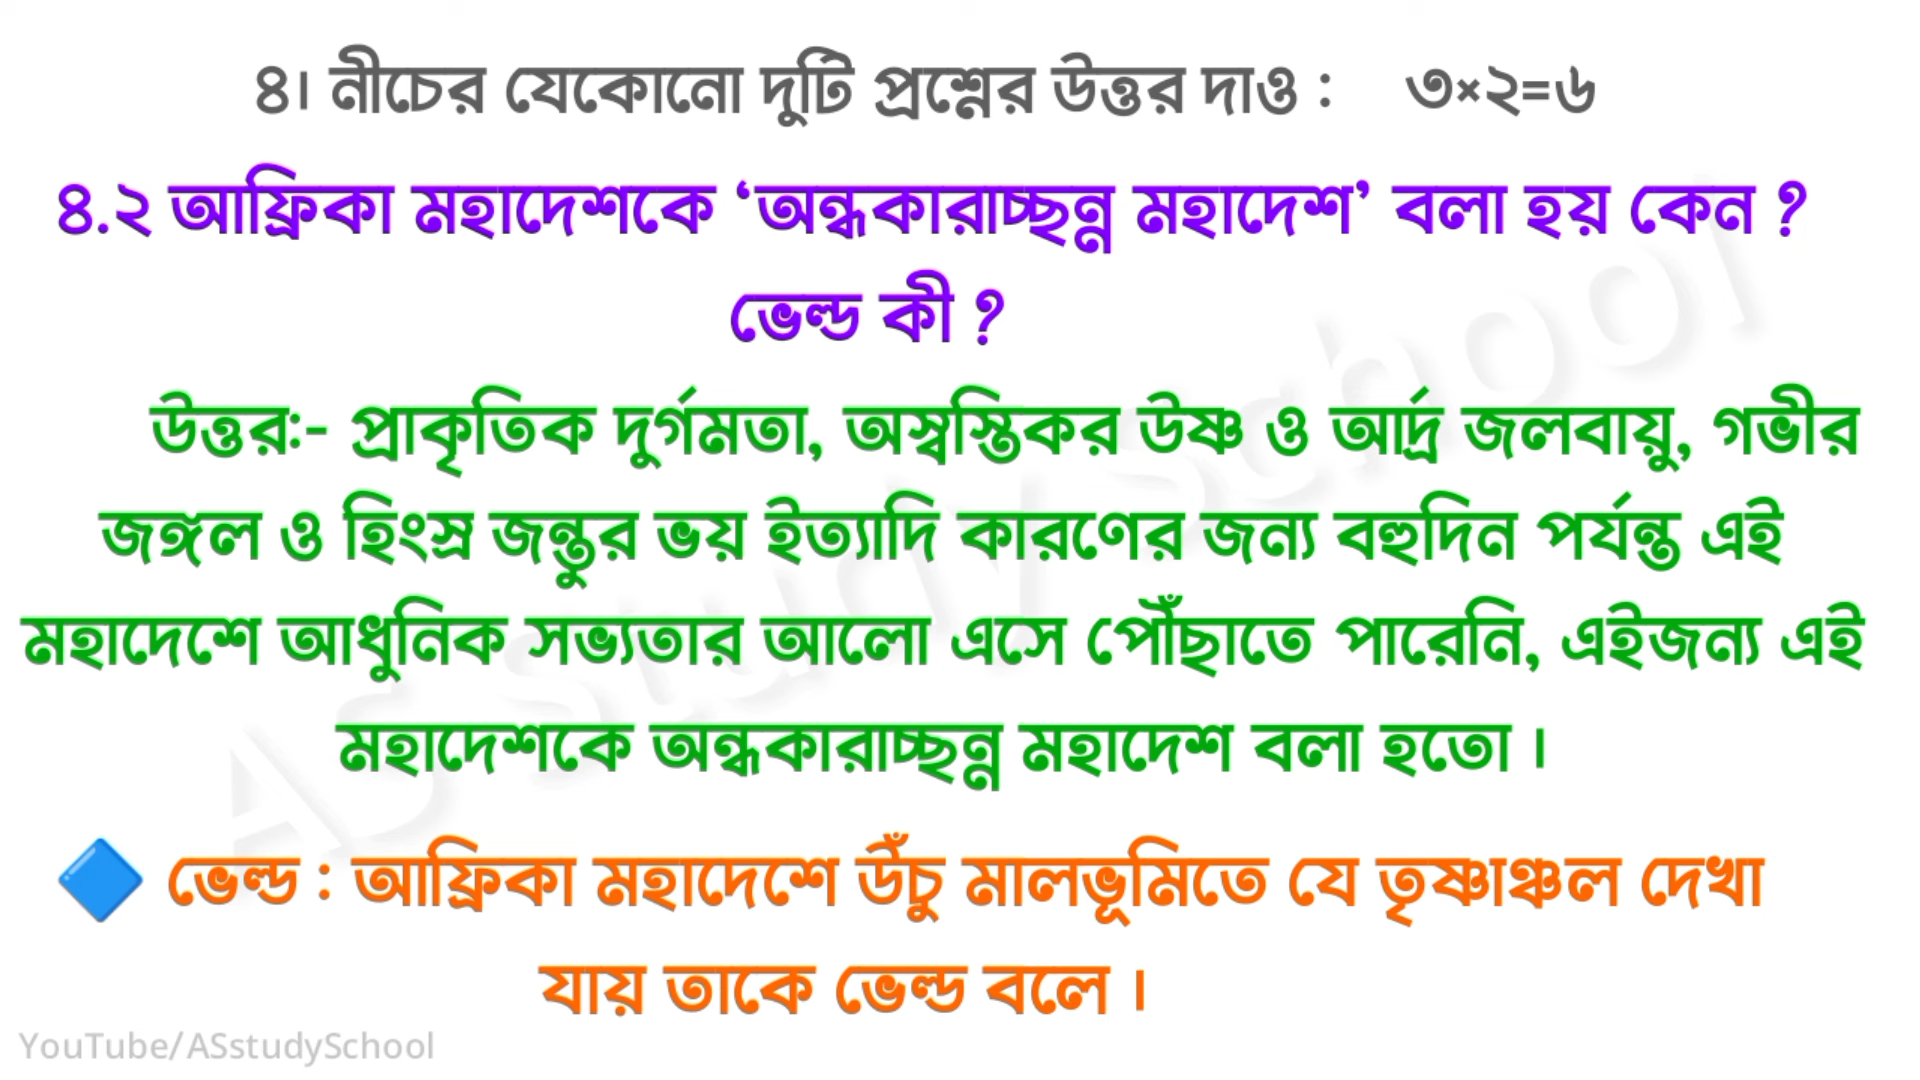 ৪। নীচের যেকোনো দুটি প্রশ্নের উত্তর দাও : ৩×২=৬
৪.২ আফ্রিকা মহাদেশকে ‘অন্ধকারাচ্ছন্ন মহাদেশ’ বলা হয় কেন ?
ভেল্ড কী ?
উত্তর:- প্রাকৃতিক দুর্গমতা, অস্বস্তিকর উষ্ণ ও আর্দ্র জলবায়ু, গভীর
জঙ্গল ও হিংস্র জন্তুর ভয় ইত্যাদি কারণের জন্য বহুদিন পর্যন্ত এই
মহাদেশে আধুনিক সভ্যতার আলো এসে পৌঁছাতে পারেনি, এইজন্য এই
মহাদেশকে অন্ধকারাচ্ছন্ন মহাদেশ বলা হতো ।
ভেল্ড : আফ্রিকা মহাদেশে উঁচু মালভূমিতে যে তৃষ্ণাঞ্চল দেখা
যায় তাকে ভেল্ড বলে ।
YouTube/ASstudySchool
AS study School